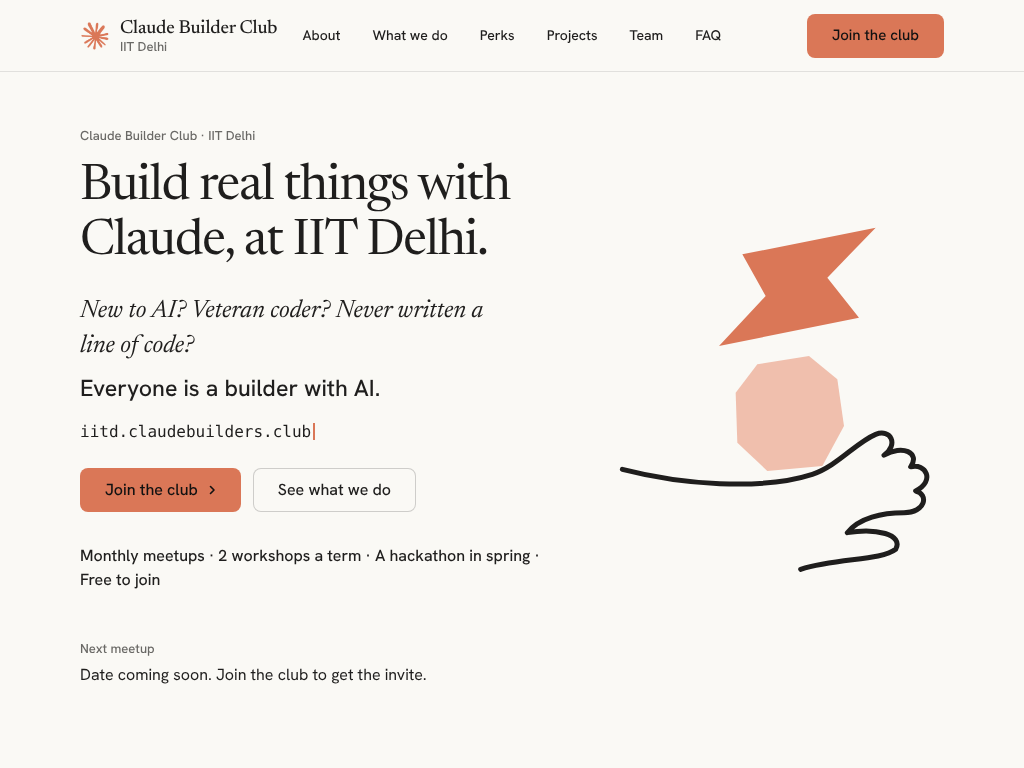 Claude Builder Club
IIT Delhi
About
What we do
Perks
Projects
Team
FAQ
Join the club
Claude Builder Club · IIT Delhi
Build real things with
Claude, at IIT Delhi.
New to AI? Veteran coder? Never written a
line of code?
Everyone is a builder with AI.
iitd.claudebuilders.club
Join the club
See what we do
Monthly meetups · 2 workshops a term · A hackathon in spring ·
Free to join
Next meetup
Date coming soon. Join the club to get the invite.